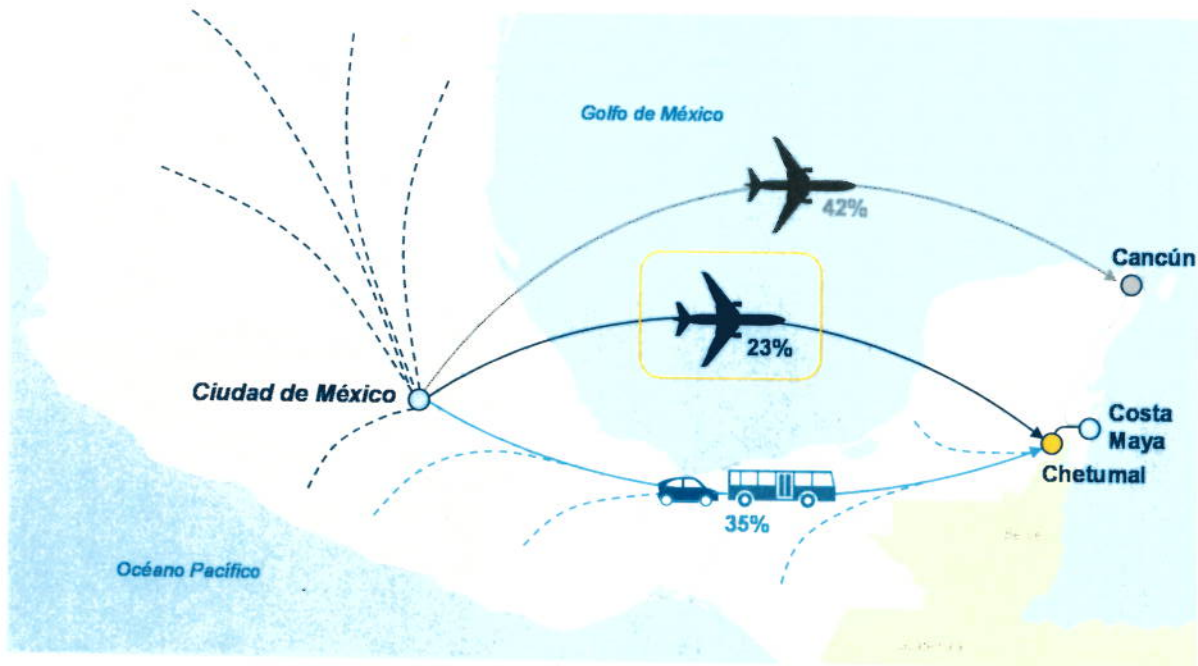 Golfo de México
42%
Cancún
23%
Ciudad de México
Costa
Maya
Chetumal
35%
Océano Pacífico